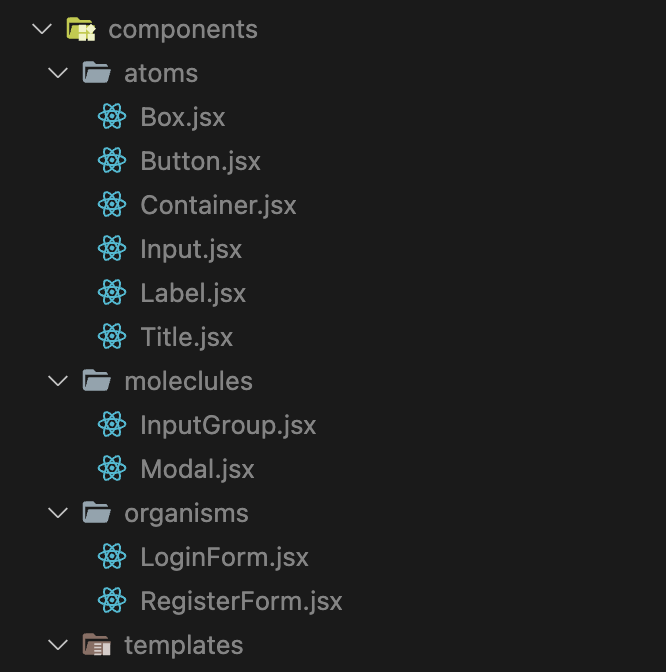 components
atoms
Box.jsx
Button.jsx
Container.jsx
Input.jsx
Label.jsx
Title.jsx
moleclules
InputGroup.jsx
Modal.jsx
organisms
LoginForm.jsx
RegisterForm.jsx
templates